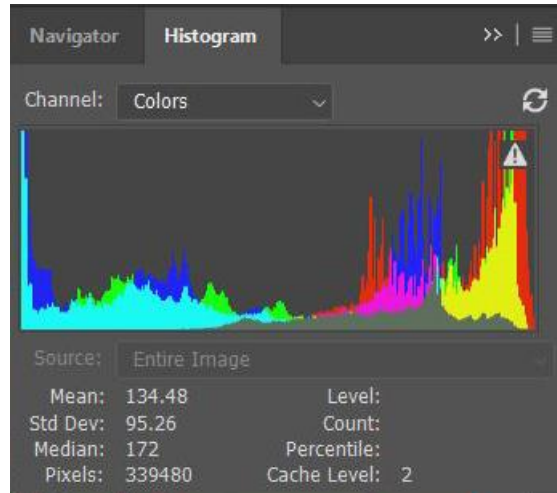 Navigator Histogram >> | ≡
Channel: Colors
Source: Entire Image
Mean: 134.48 Level:
Std Dev: 95.26 Count:
Median: 172 Percentile:
Pixels: 339480 Cache Level: 2